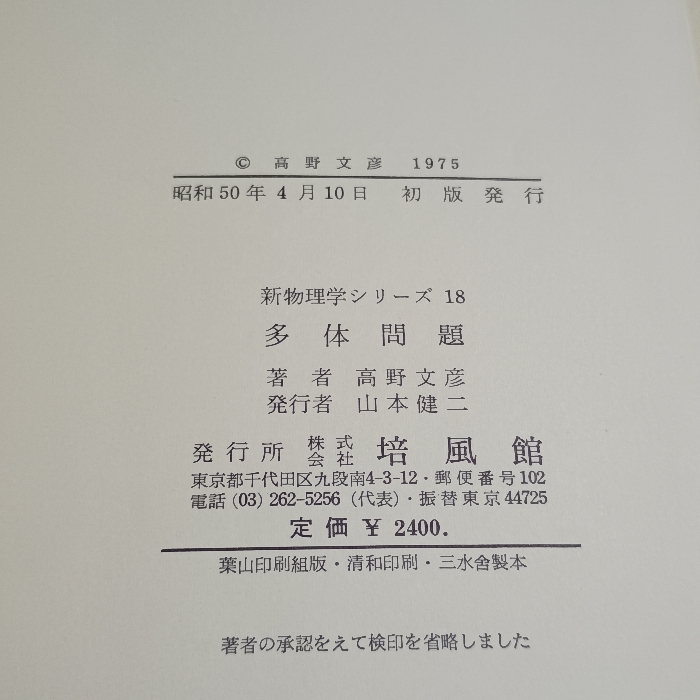 © 高野文彦 1975
昭和50年4月10日 初版発行
新物理学シリーズ 18
多体問題
著者 高野文彦
発行者 山本健二
発行所 株式会社 培風館
東京都千代田区九段南4-3-12・郵便番号102
電話(03)262-5256(代表)・振替東京44725
定価 ¥ 2400.
葉山印刷組版・清和印刷・三水舎製本
著者の承認をえて検印を省略しました